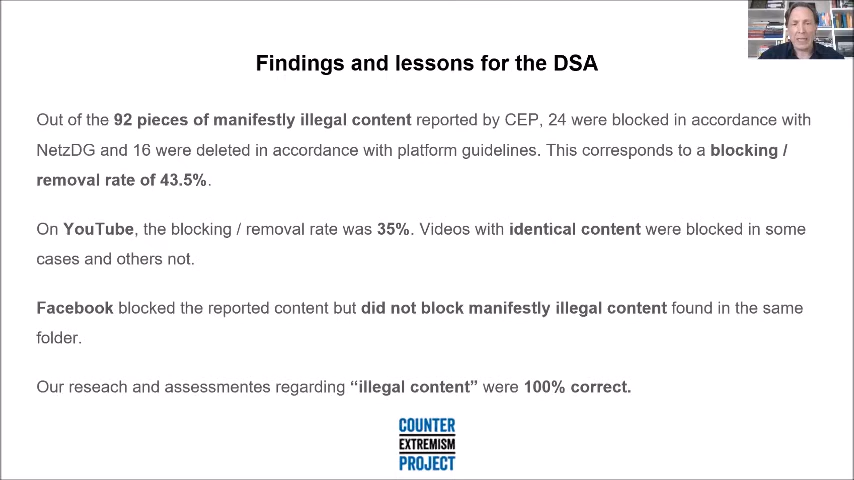 Findings and lessons for the DSA
Out of the 92 pieces of manifestly illegal content reported by CEP, 24 were blocked in accordance with
NetzDG and 16 were deleted in accordance with platform guidelines. This corresponds to a blocking /
removal rate of 43.5%.
On YouTube, the blocking / removal rate was 35%. Videos with identical content were blocked in some
cases and others not.
Facebook blocked the reported content but did not block manifestly illegal content found in the same
folder.
Our reseach and assessmentes regarding “illegal content” were 100% correct.
COUNTER
EXTREMISM
PROJECT